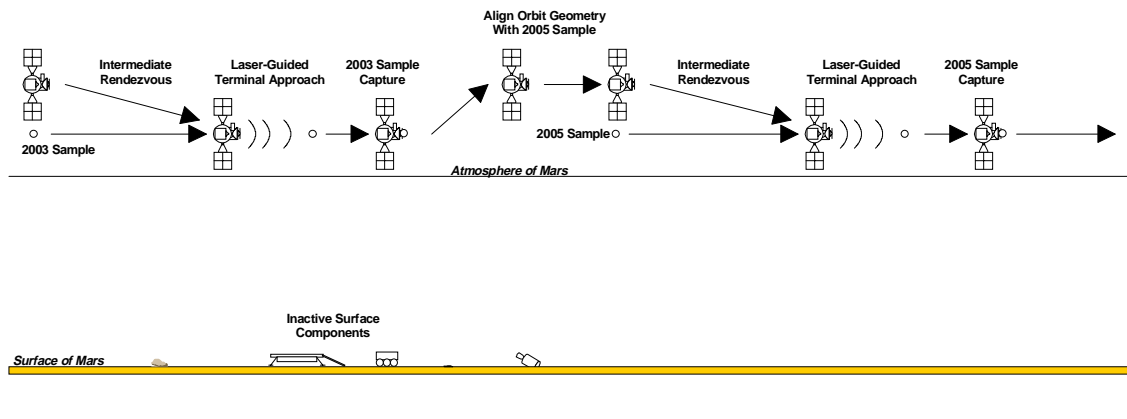 Align Orbit Geometry
With 2005 Sample
Intermediate
Rendezvous
Laser-Guided
Terminal Approach
2003 Sample
Capture
Intermediate
Rendezvous
Laser-Guided
Terminal Approach
2005 Sample
Capture
2003 Sample
2005 Sample
Atmosphere of Mars
Inactive Surface
Components
Surface of Mars